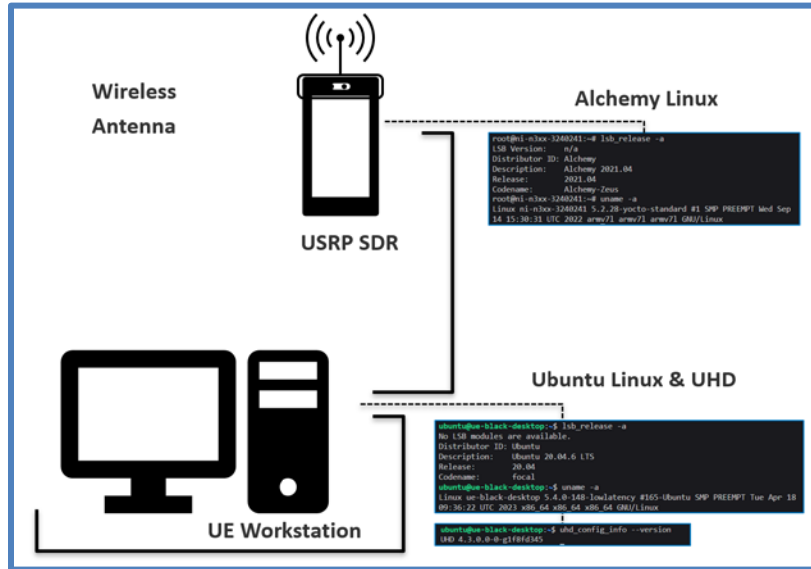 Wireless
Antenna
USRP SDR
Alchemy Linux
root@ni-n3xx-3240241:~# lsb_release -a
LSB Version: n/a
Distributor ID: Alchemy
Description: Alchemy 2021.04
Release: 2021.04
Codename: Alchemy-Zeus
root@ni-n3xx-3240241:~# uname -a
Linux ni-n3xx-3240241 5.2.28-yocto-standard #1 SMP PREEMPT Wed Sep
14 15:30:31 UTC 2022 armv7l armv7l armv7l GNU/Linux
Ubuntu Linux & UHD
ubuntu@ue-black-desktop:~$ lsb_release -a
No LSB modules are available.
Distributor ID: Ubuntu
Description: Ubuntu 20.04.6 LTS
Release: 20.04
Codename: focal
ubuntu@ue-black-desktop:~$ uname -a
Linux ue-black-desktop 5.4.0-148-lowlatency #165-Ubuntu SMP PREEMPT Tue Apr 18
09:36:22 UTC 2023 x86_64 x86_64 x86_64 GNU/Linux
ubuntu@ue-black-desktop:~$ uhd_config_info --version
UHD 4.3.0.0-0-g1f8fd345
UE Workstation